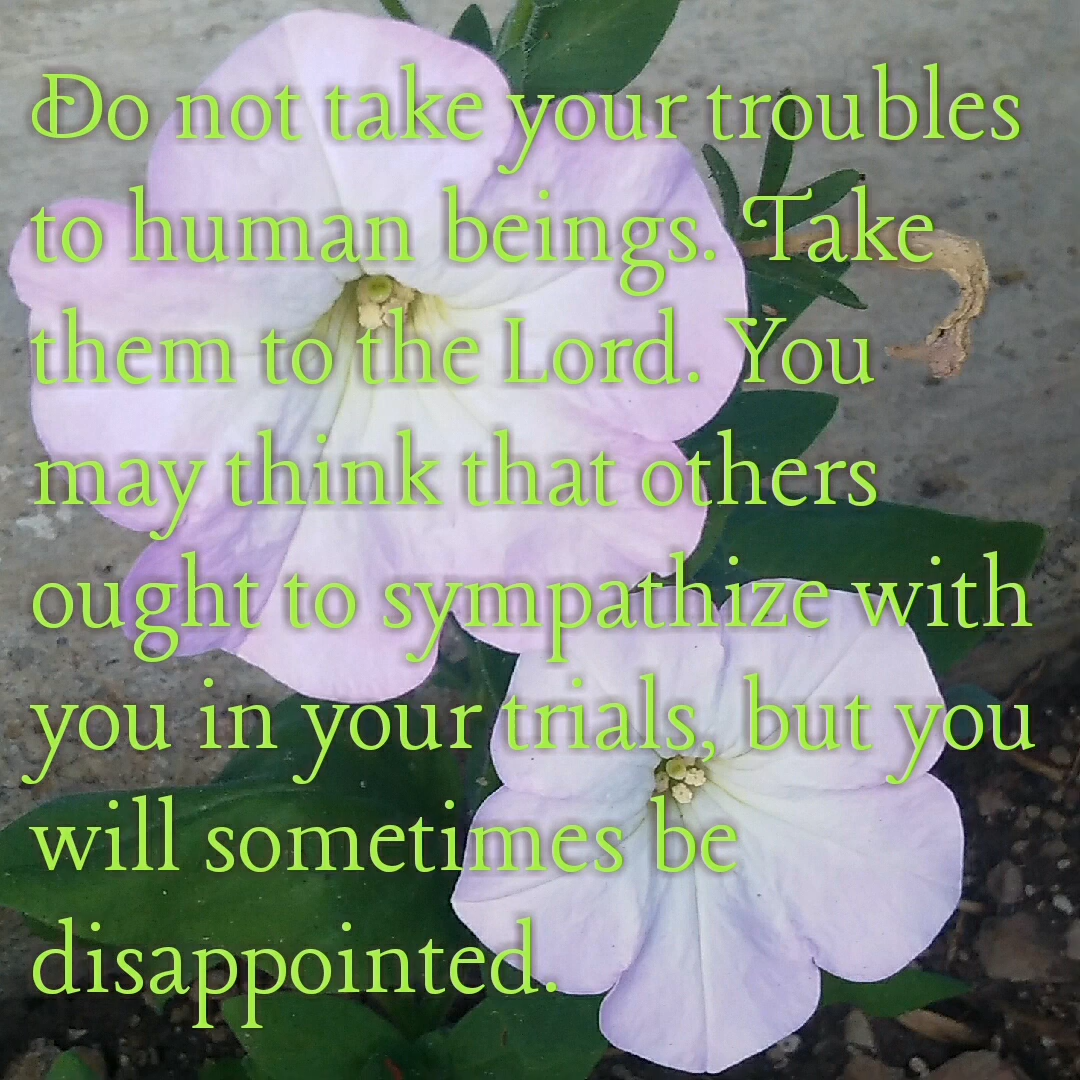 Do not take your troubles
to human beings. Take
them to the Lord. You
may think that others
ought to sympathize with
you in your trials, but you
will sometimes be
disappointed.